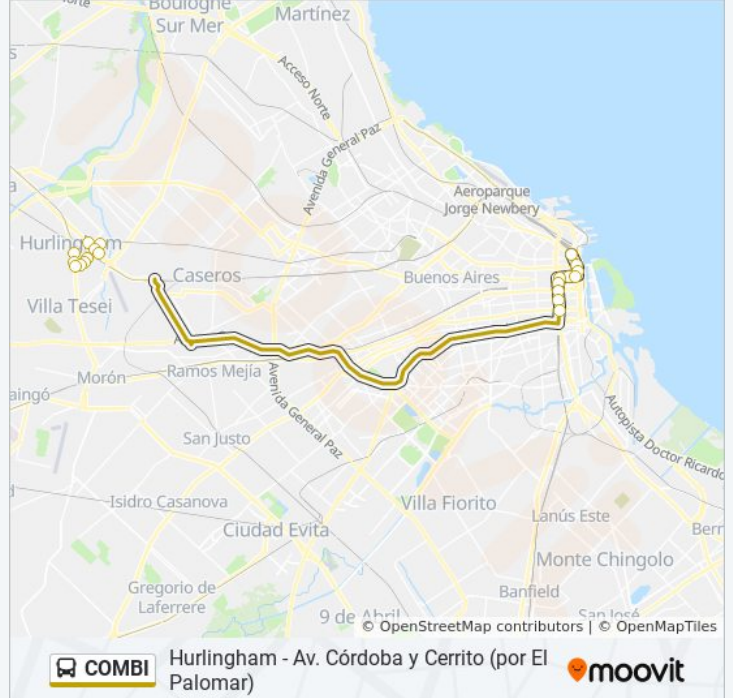 Boulogne
Sur Mer
Martínez
Acceso Norte
Avenida General Paz
Aeroparque
Jorge Newbery
Hurlingham
Caseros
Buenos Aires
Villa Tesei
Ramos Mejía
Morón
Avenida General Paz
San Justo
Autopista Doctor Ricardo
Isidro Casanova
Villa Fiorito
Lanús Este
Ciudad Evita
Bern
Monte Chingolo
Gregorio de
Laferrere
Banfield
9 de Abril
San José
© OpenStreetMap contributors | © OpenMapTiles
COMBI
Hurlingham - Av. Córdoba y Cerrito (por El
Palomar)
moovit